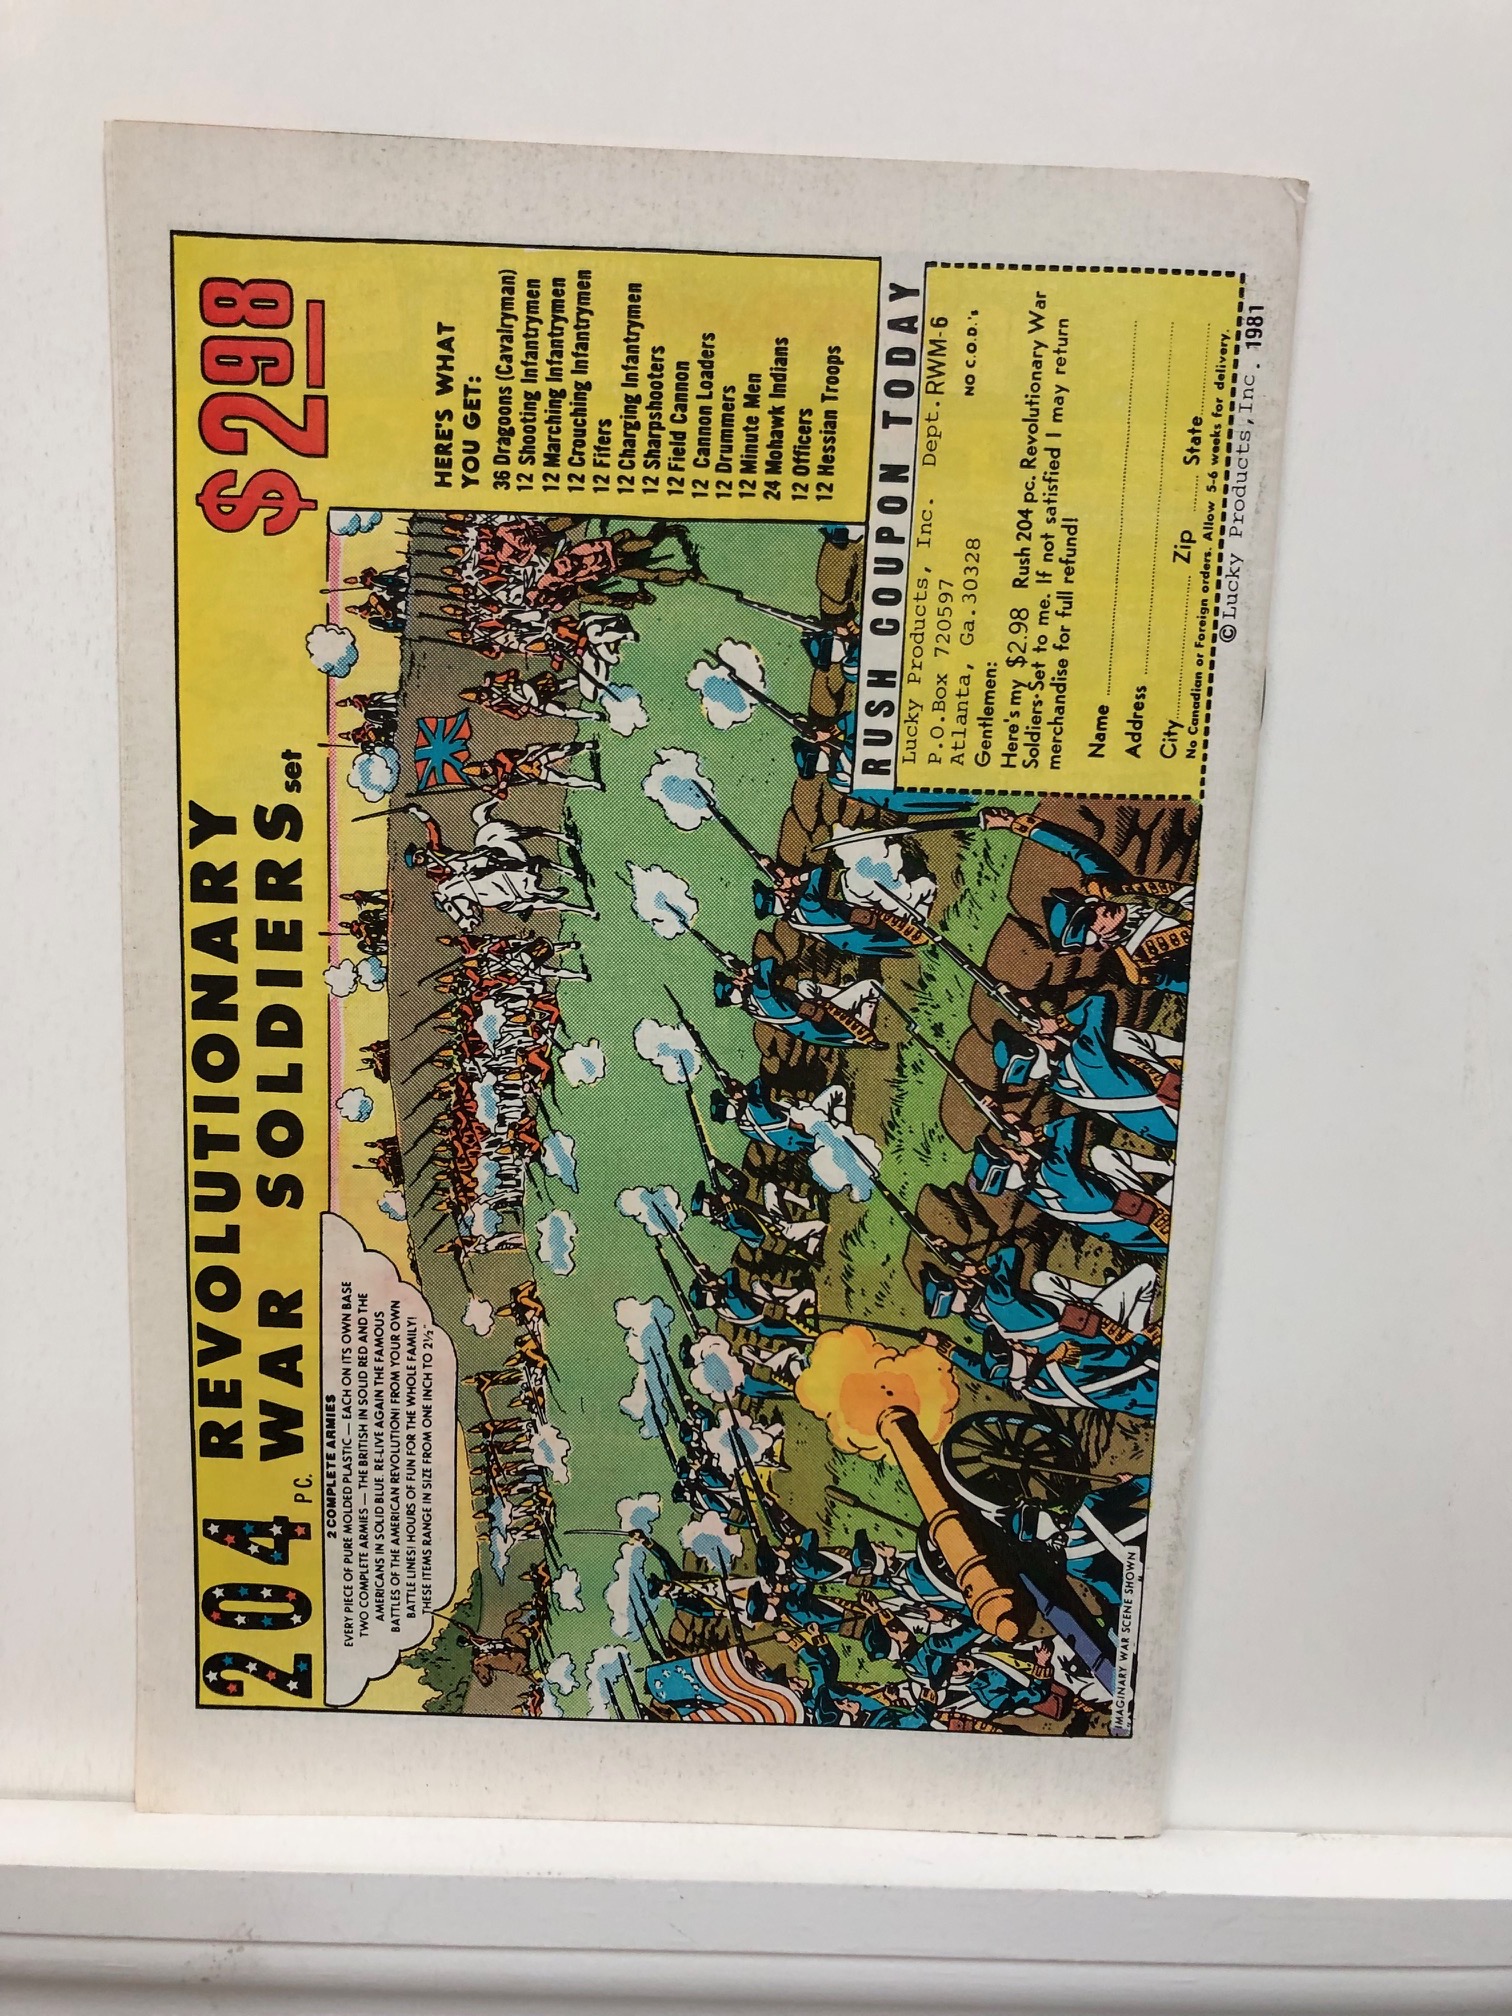 204 PC. REVOLUTIONARY
WAR SOLDIERS set
$2.98
2 COMPLETE ARMIES
EVERY PIECE OF PURE MOLDED PLASTIC — EACH ON ITS OWN BASE
TWO COMPLETE ARMIES — THE BRITISH IN SOLID RED AND THE
AMERICANS IN SOLID BLUE. RE-LIVE AGAIN THE FAMOUS
BATTLES OF THE AMERICAN REVOLUTION! FROM YOUR OWN
BATTLE LINES! HOURS OF FUN FOR THE WHOLE FAMILY!
THESE ITEMS RANGE IN SIZE FROM ONE INCH TO 2½"
HERE'S WHAT
YOU GET:
36 Dragoons (Cavalryman)
12 Shooting Infantrymen
12 Marching Infantrymen
12 Crouching Infantrymen
12 Fifers
12 Charging Infantrymen
12 Sharpshooters
12 Field Cannon
12 Cannon Loaders
12 Drummers
12 Minute Men
24 Mohawk Indians
12 Officers
12 Hessian Troops
RUSH COUPON TODAY
Lucky Products, Inc. Dept.RWM-6
P.O.Box 720597
Atlanta, Ga.30328
NO C.O.D.'s
Gentlemen:
Here's my $2.98 Rush 204 pc. Revolutionary War
Soldiers·Set to me. If not satisfied I may return
merchandise for full refund!
Name
Address
City Zip State
No Canadian or Foreign orders. Allow 5-6 weeks for delivery.
©Lucky Products,Inc. 1981
IMAGINARY WAR SCENE SHOWN